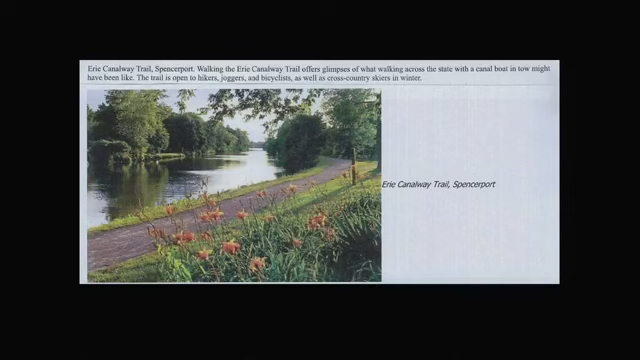 Erie Canalway Trail, Spencerport. Walking the Erie Canalway Trail offers glimpses of what walking across the state with a canal boat in tow might
have been like. The trail is open to hikers, joggers, and bicyclists, as well as cross-country skiers in winter.
Erie Canalway Trail, Spencerport